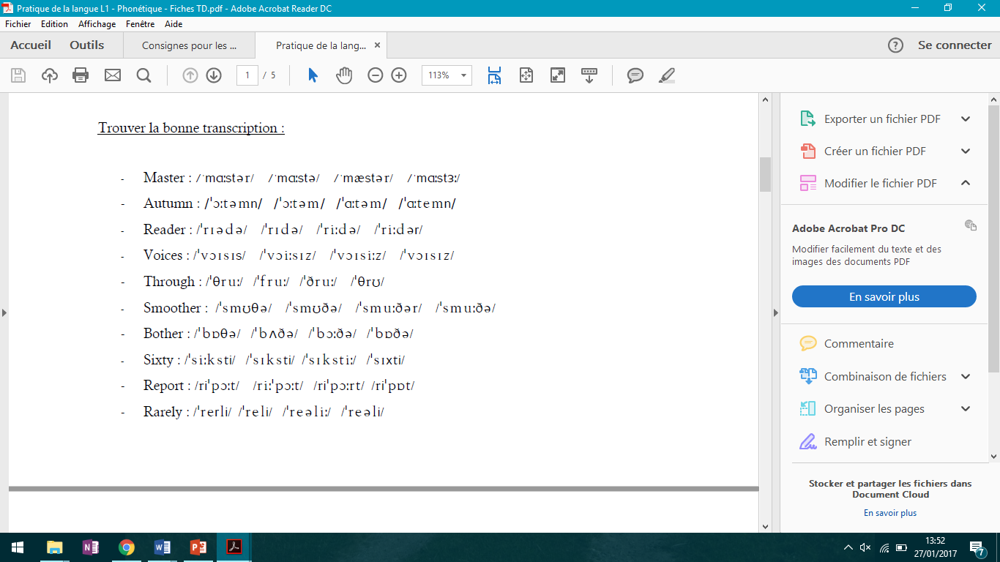 Pratique de la langue L1 - Phonétique - Fiches TD.pdf - Adobe Acrobat Reader DC
Fichier Edition Affichage Fenêtre Aide
Accueil Outils Consignes pour les ... Pratique de la lang... × ? Se connecter
1 / 5 113%
Trouver la bonne transcription :
- Master : /ˈmɑːstər/ /ˈmɑːstə/ /ˈmæstər/ /ˈmɑːstɜː/
- Autumn : /ˈɔːtəmn/ /ˈɔːtəm/ /ˈɑːtəm/ /ˈɑːtemn/
- Reader : /ˈrɪədə/ /ˈrɪdə/ /ˈriːdə/ /ˈriːdər/
- Voices : /ˈvɔɪsɪs/ /ˈvɔiːsɪz/ /ˈvɔɪsiːz/ /ˈvɔɪsɪz/
- Through : /ˈθruː/ /ˈfruː/ /ˈðruː/ /ˈθrʊ/
- Smoother : /ˈsmʊθə/ /ˈsmʊðə/ /ˈsmuːðər/ /ˈsmuːðə/
- Bother : /ˈbɒθə/ /ˈbʌðə/ /ˈbɔːðə/ /ˈbɒðə/
- Sixty : /ˈsiːksti/ /ˈsɪksti/ /ˈsɪkstiː/ /ˈsɪxti/
- Report : /riˈpɔːt/ /riːˈpɔːt/ /riˈpɔːrt/ /riˈpɒt/
- Rarely : /ˈrerli/ /ˈreli/ /ˈreəliː/ /ˈreəli/
Exporter un fichier PDF
Créer un fichier PDF
Modifier le fichier PDF
Adobe Acrobat Pro DC
Modifier facilement du texte et des
images des documents PDF
En savoir plus
Commentaire
Combinaison de fichiers
Organiser les pages
Remplir et signer
Stocker et partager les fichiers dans
Document Cloud
En savoir plus
13:52
27/01/2017
7